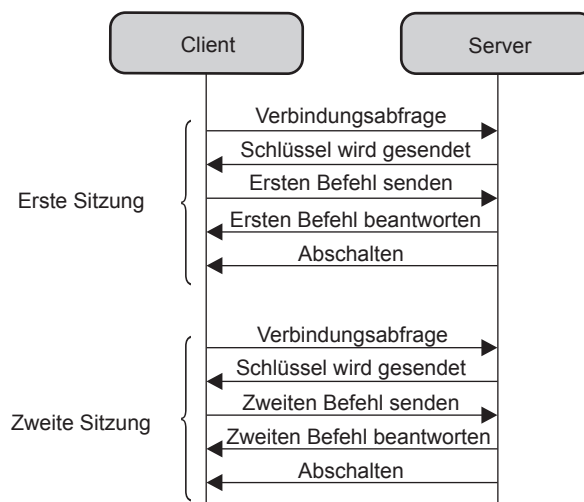 Client
Server
Verbindungsabfrage
Schlüssel wird gesendet
Ersten Befehl senden
Erste Sitzung
Ersten Befehl beantworten
Abschalten
Verbindungsabfrage
Schlüssel wird gesendet
Zweiten Befehl senden
Zweite Sitzung
Zweiten Befehl beantworten
Abschalten